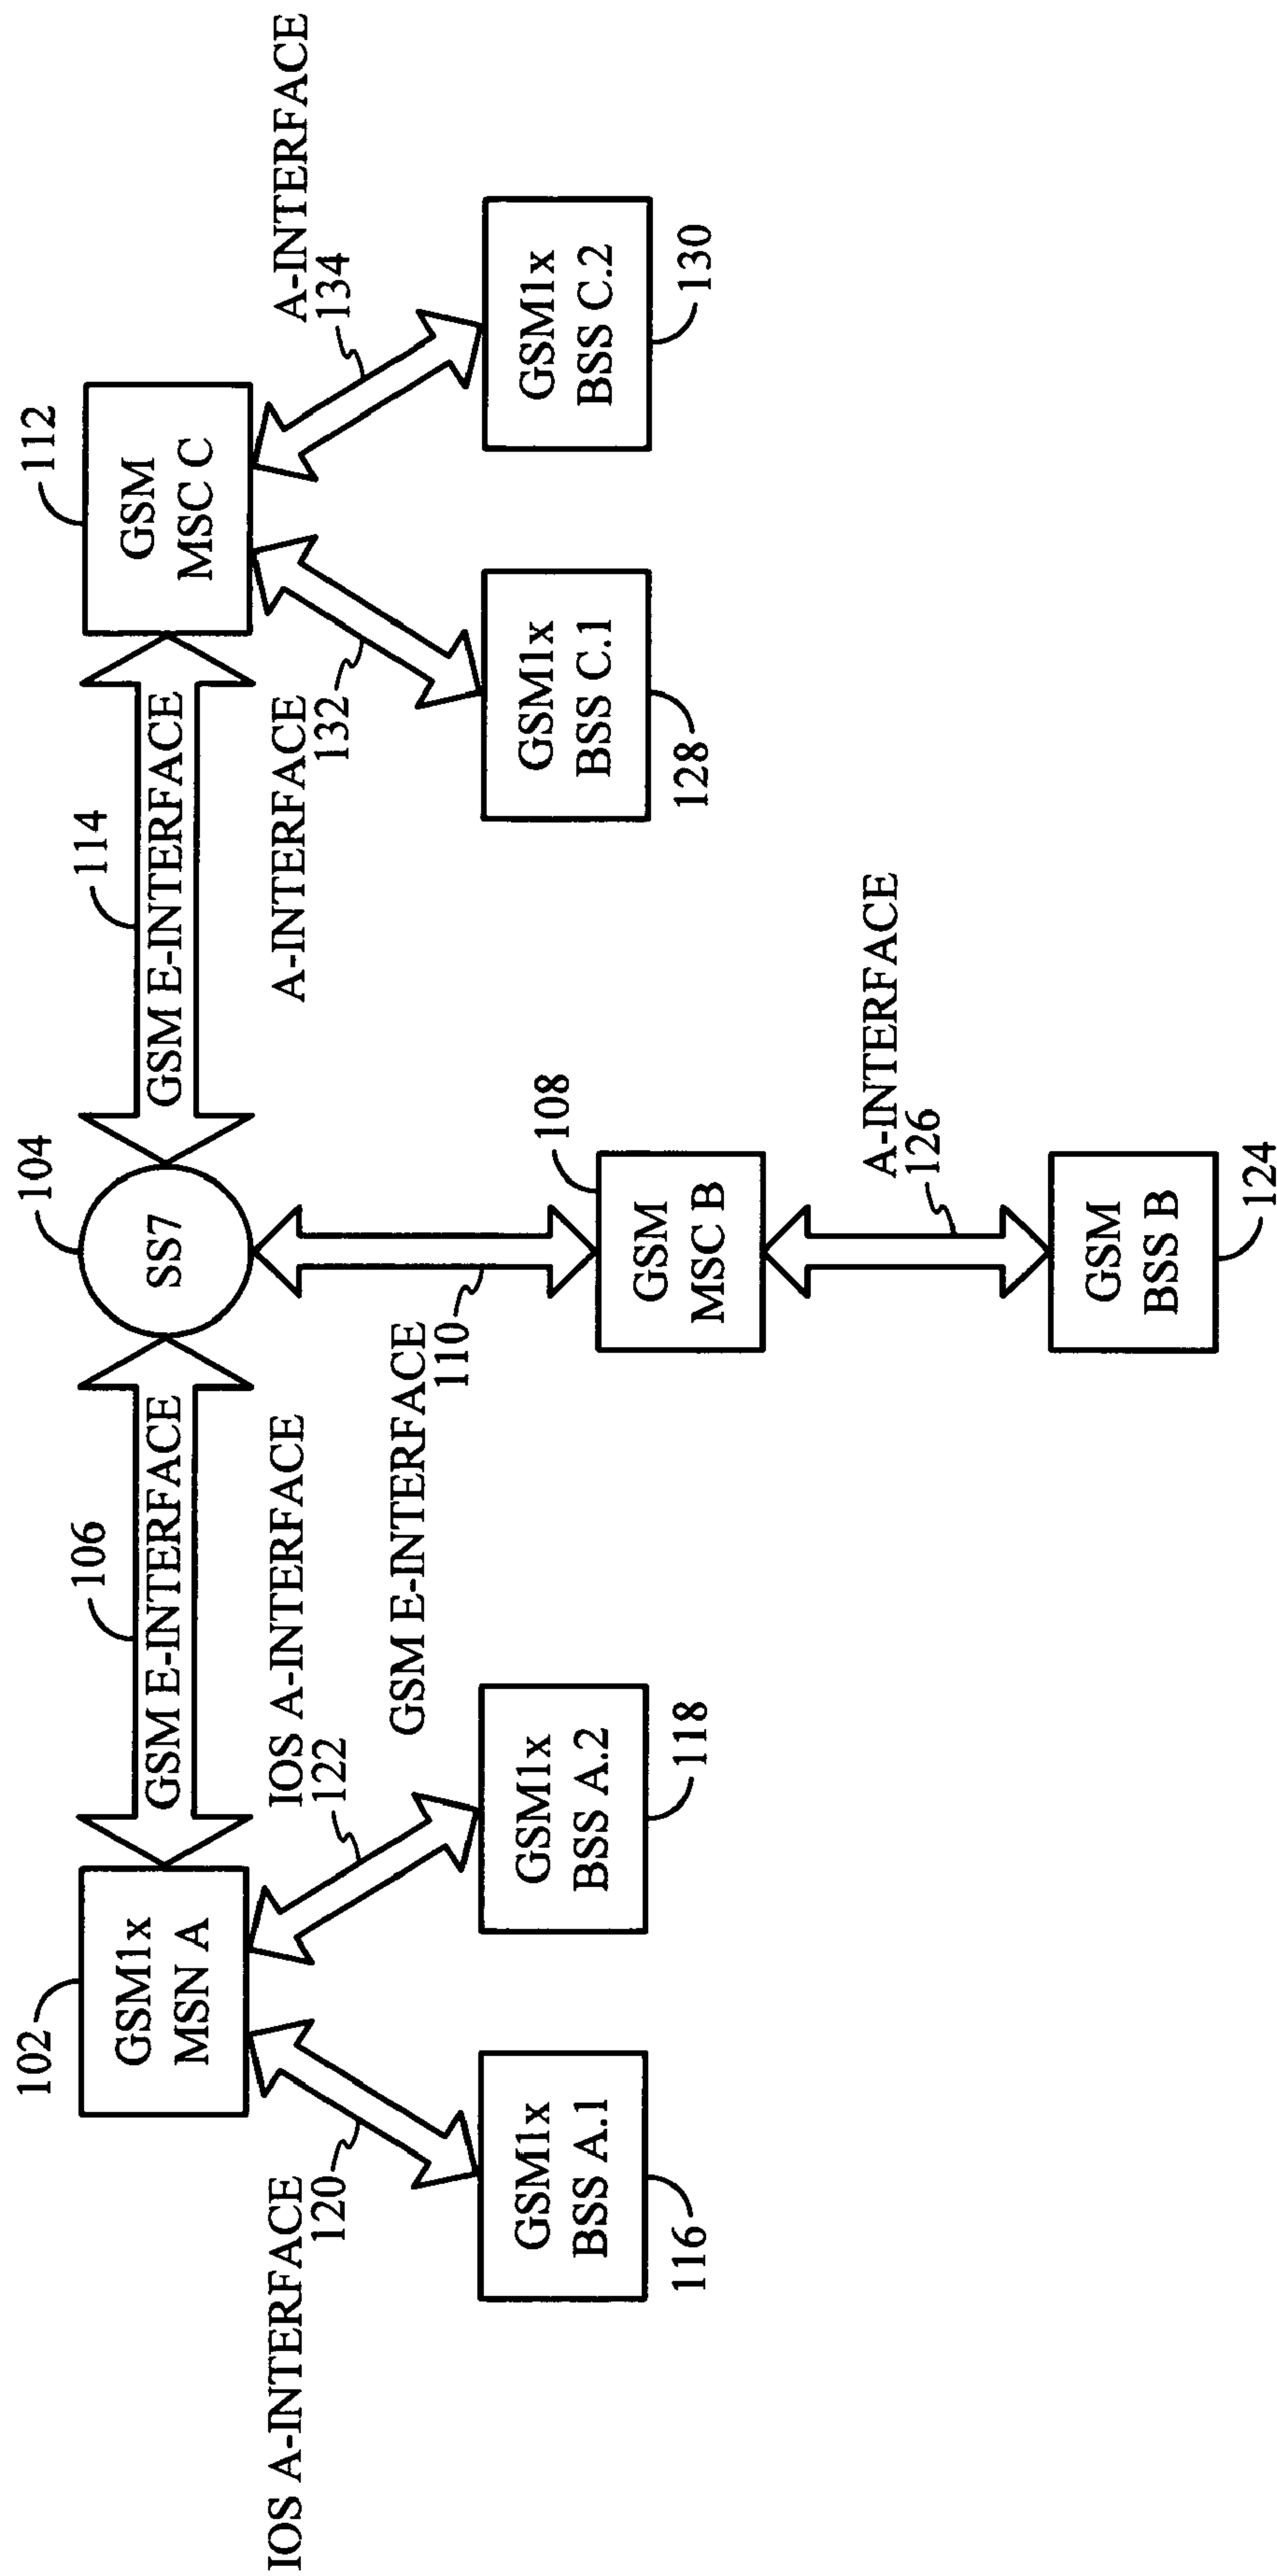 102
GSM1x
MSN A
106
GSM E-INTERFACE
104
SS7
114
GSM E-INTERFACE
112
GSM
MSC C
IOS A-INTERFACE
120
IOS A-INTERFACE
122
A-INTERFACE
132
A-INTERFACE
134
GSM E-INTERFACE
110
GSM1x
BSS A.1
116
GSM1x
BSS A.2
118
GSM
MSC B
108
GSM1x
BSS C.1
128
GSM1x
BSS C.2
130
A-INTERFACE
126
GSM
BSS B
124